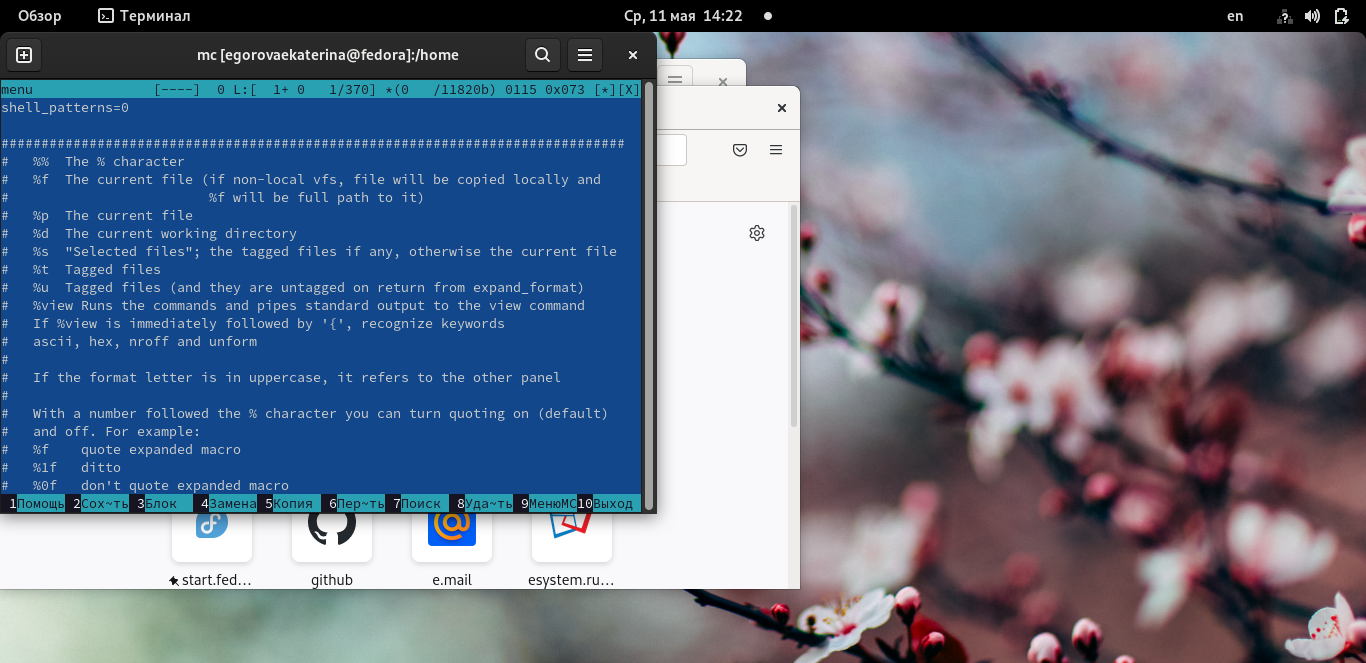 Обзор Терминал Ср, 11 мая 14:22 en
mc [egorovaekaterina@fedora]:/home
menu [----] 0 L:[ 1+ 0 1/370] *(0 /11820b) 0115 0x073 [*][X]
shell_patterns=0
##############################################################################
# %% The % character
# %f The current file (if non-local vfs, file will be copied locally and
# %f will be full path to it)
# %p The current file
# %d The current working directory
# %s "Selected files"; the tagged files if any, otherwise the current file
# %t Tagged files
# %u Tagged files (and they are untagged on return from expand_format)
# %view Runs the commands and pipes standard output to the view command
# If %view is immediately followed by '{', recognize keywords
# ascii, hex, nroff and unform
#
# If the format letter is in uppercase, it refers to the other panel
#
# With a number followed the % character you can turn quoting on (default)
# and off. For example:
# %f quote expanded macro
# %1f ditto
# %0f don't quote expanded macro
1Помощь 2Сох~ть 3Блок 4Замена 5Копия 6Пер~ть 7Поиск 8Уда~ть 9МенюMC 10Выход
start.fed... github e.mail esystem.ru...